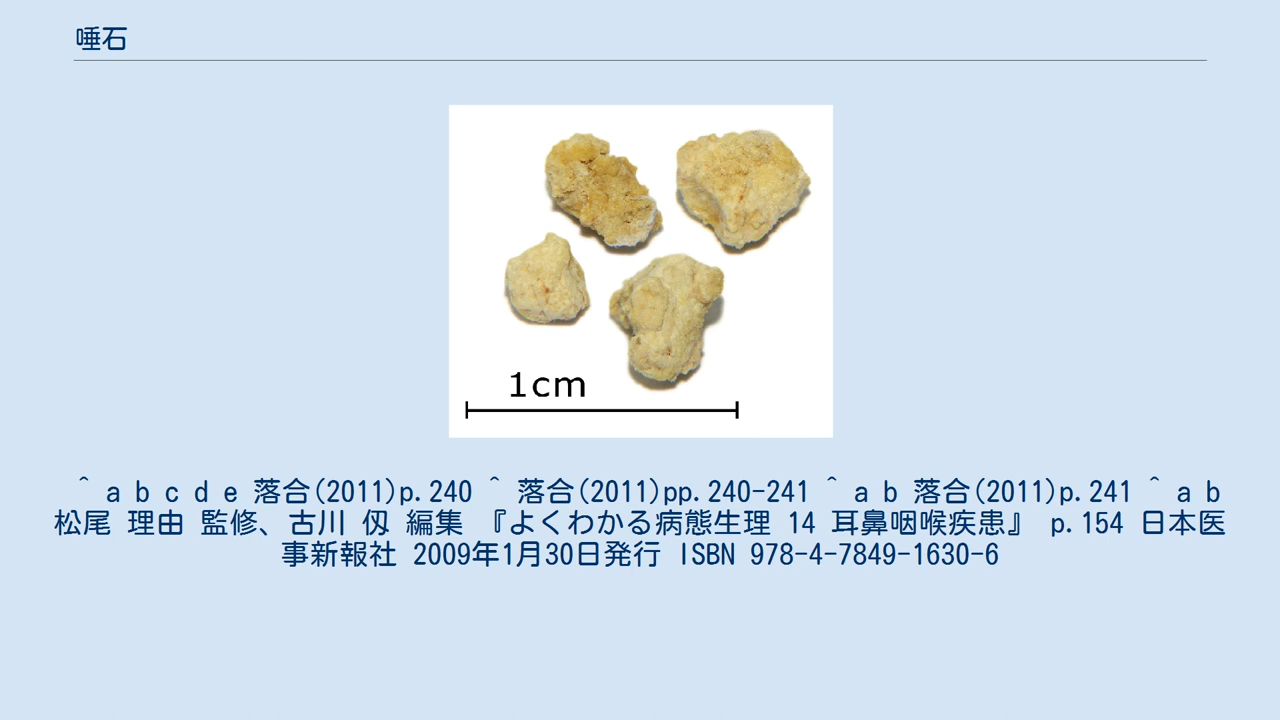 唾石
1cm
^ a b c d e 落合(2011)p.240 ^ 落合(2011)pp.240-241 ^ a b 落合(2011)p.241 ^ a b
松尾 理由 監修、古川 仭 編集 『よくわかる病態生理 14 耳鼻咽喉疾患』 p.154 日本医
事新報社 2009年1月30日発行 ISBN 978-4-7849-1630-6